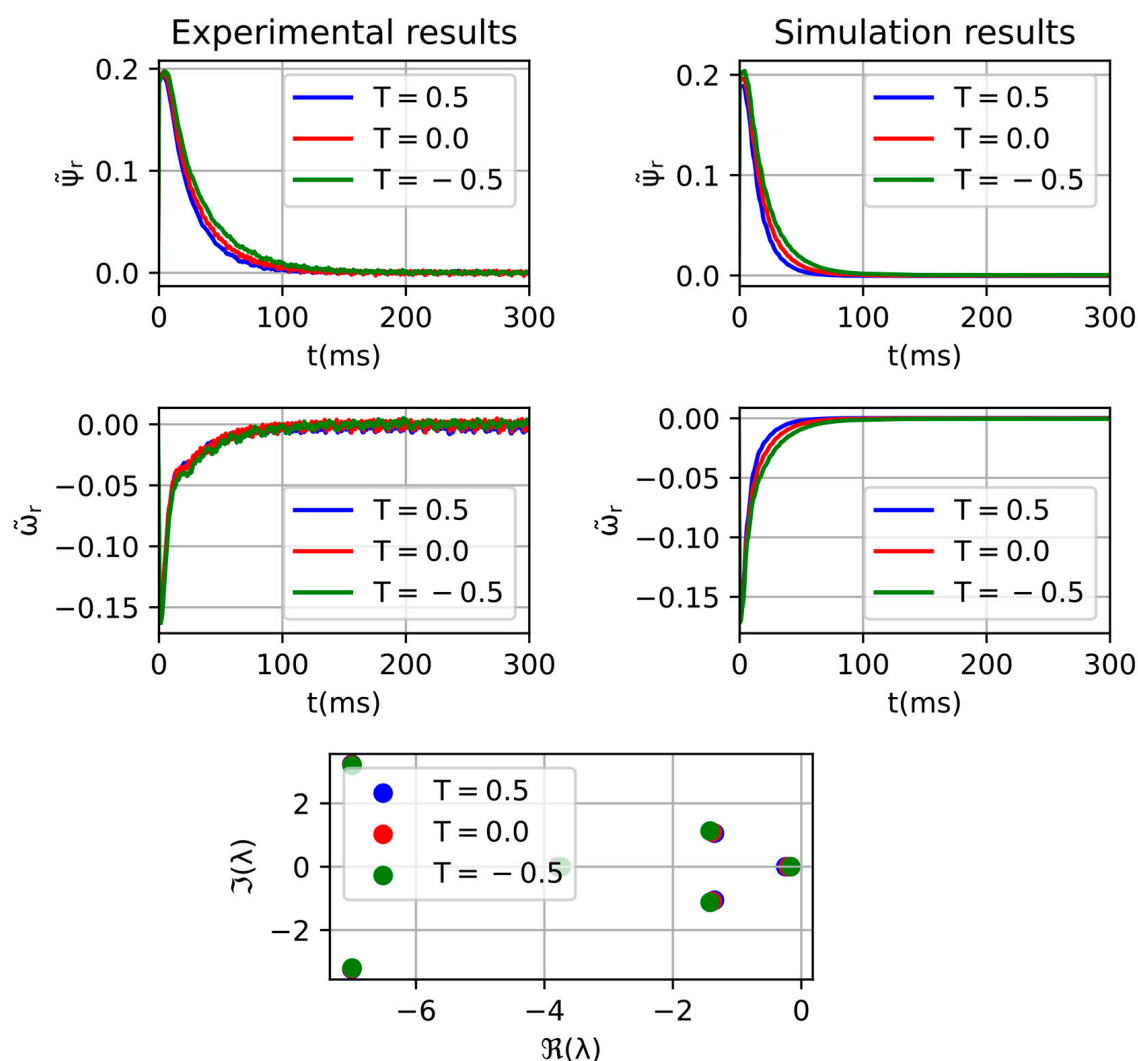 Experimental results
Simulation results
ψ̃r
0.2
0.1
0.0
T = 0.5
T = 0.0
T = −0.5
0
100
200
300
t(ms)
ψ̃r
0.2
0.1
0.0
T = 0.5
T = 0.0
T = −0.5
0
100
200
300
t(ms)
ω̃r
0.00
−0.05
−0.10
−0.15
T = 0.5
T = 0.0
T = −0.5
0
100
200
300
t(ms)
ω̃r
0.00
−0.05
−0.10
−0.15
T = 0.5
T = 0.0
T = −0.5
0
100
200
300
t(ms)
ℑ(λ)
2
0
−2
T = 0.5
T = 0.0
T = −0.5
−6
−4
−2
0
ℜ(λ)